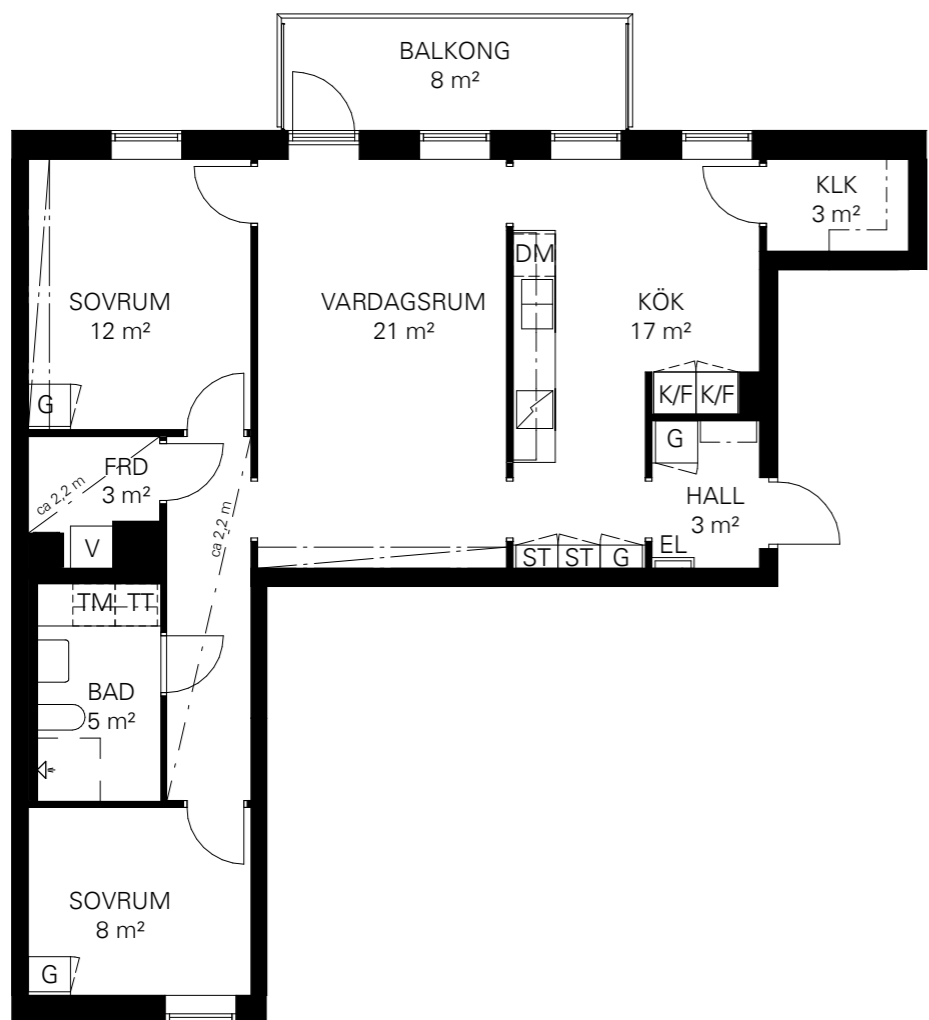 BALKONG
8 m²
KLK
3 m²
SOVRUM
12 m²
VARDAGSRUM
21 m²
DM
KÖK
17 m²
K/F K/F
G
FRD
3 m²
ca 2,2 m
V
ca 2,2 m
G
HALL
3 m²
EL
ST ST G
TM TT
BAD
5 m²
SOVRUM
8 m²
G